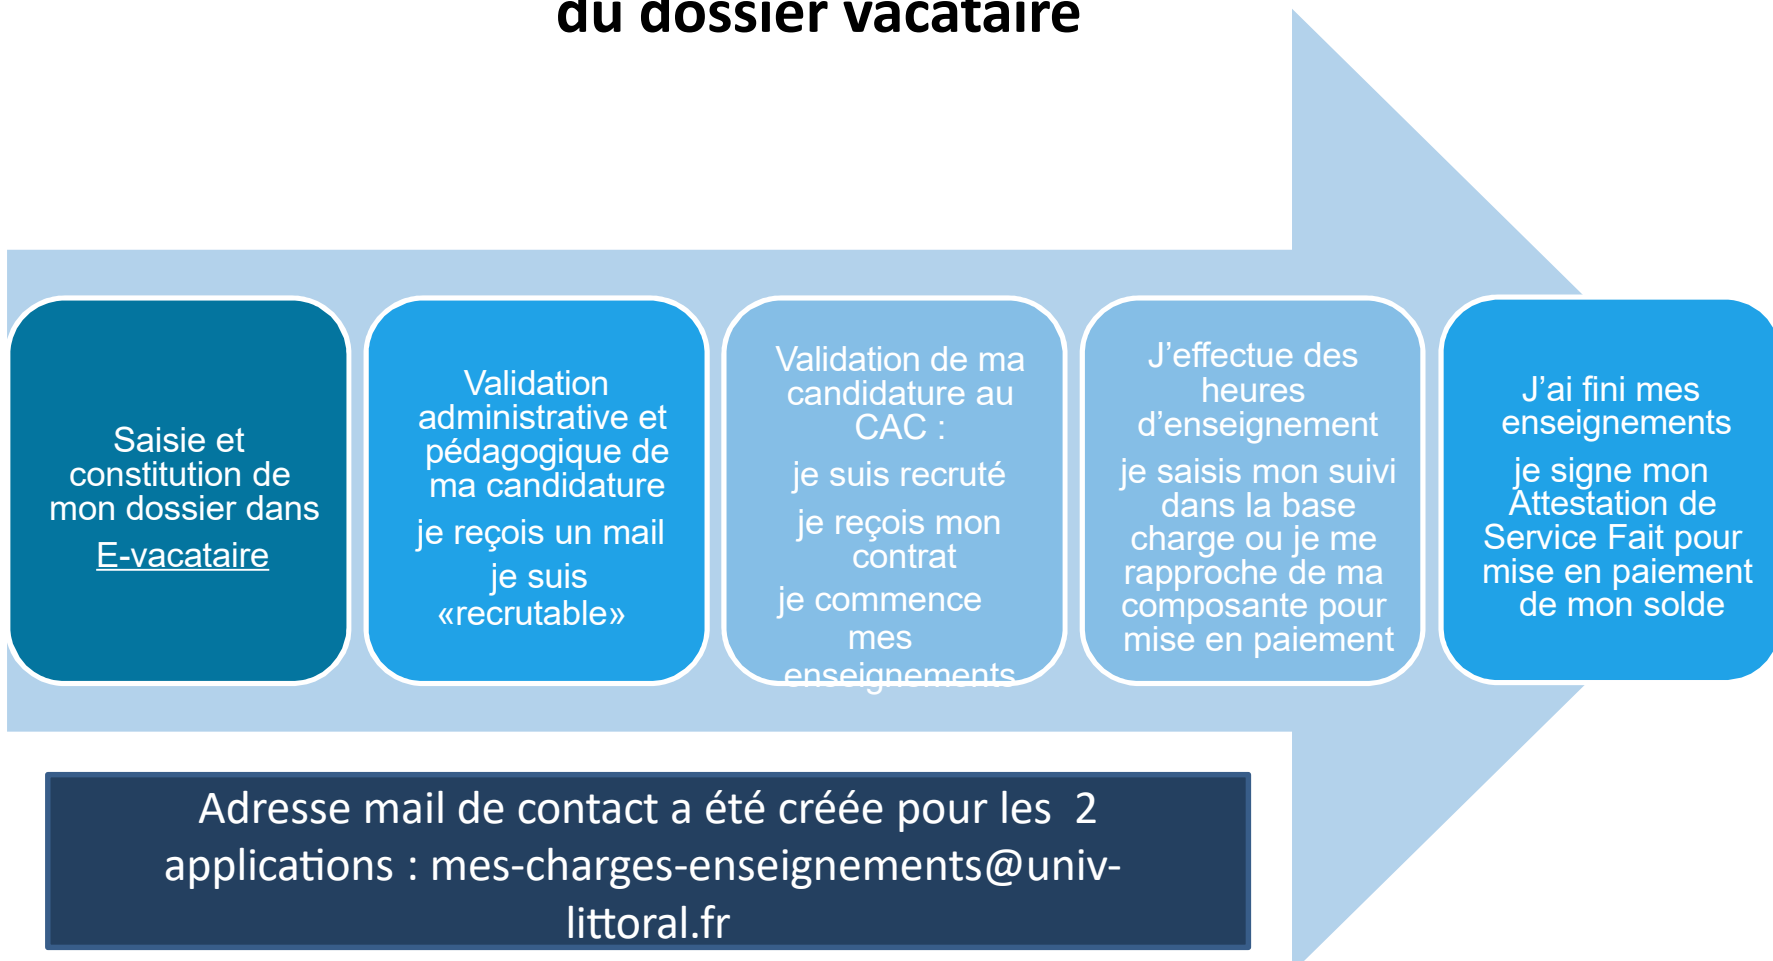 du dossier vacataire
Saisie et
constitution de
mon dossier dans
E-vacataire
Validation
administrative et
pédagogique de
ma candidature
je reçois un mail
je suis
«recrutable»
Validation de ma
candidature au
CAC :
je suis recruté
je reçois mon
contrat
je commence
mes
enseignements
J’effectue des
heures
d’enseignement
je saisis mon suivi
dans la base
charge ou je me
rapproche de ma
composante pour
mise en paiement
J’ai fini mes
enseignements
je signe mon
Attestation de
Service Fait pour
mise en paiement
de mon solde
Adresse mail de contact a été créée pour les  2
applications : mes-charges-enseignements@univ-
littoral.fr